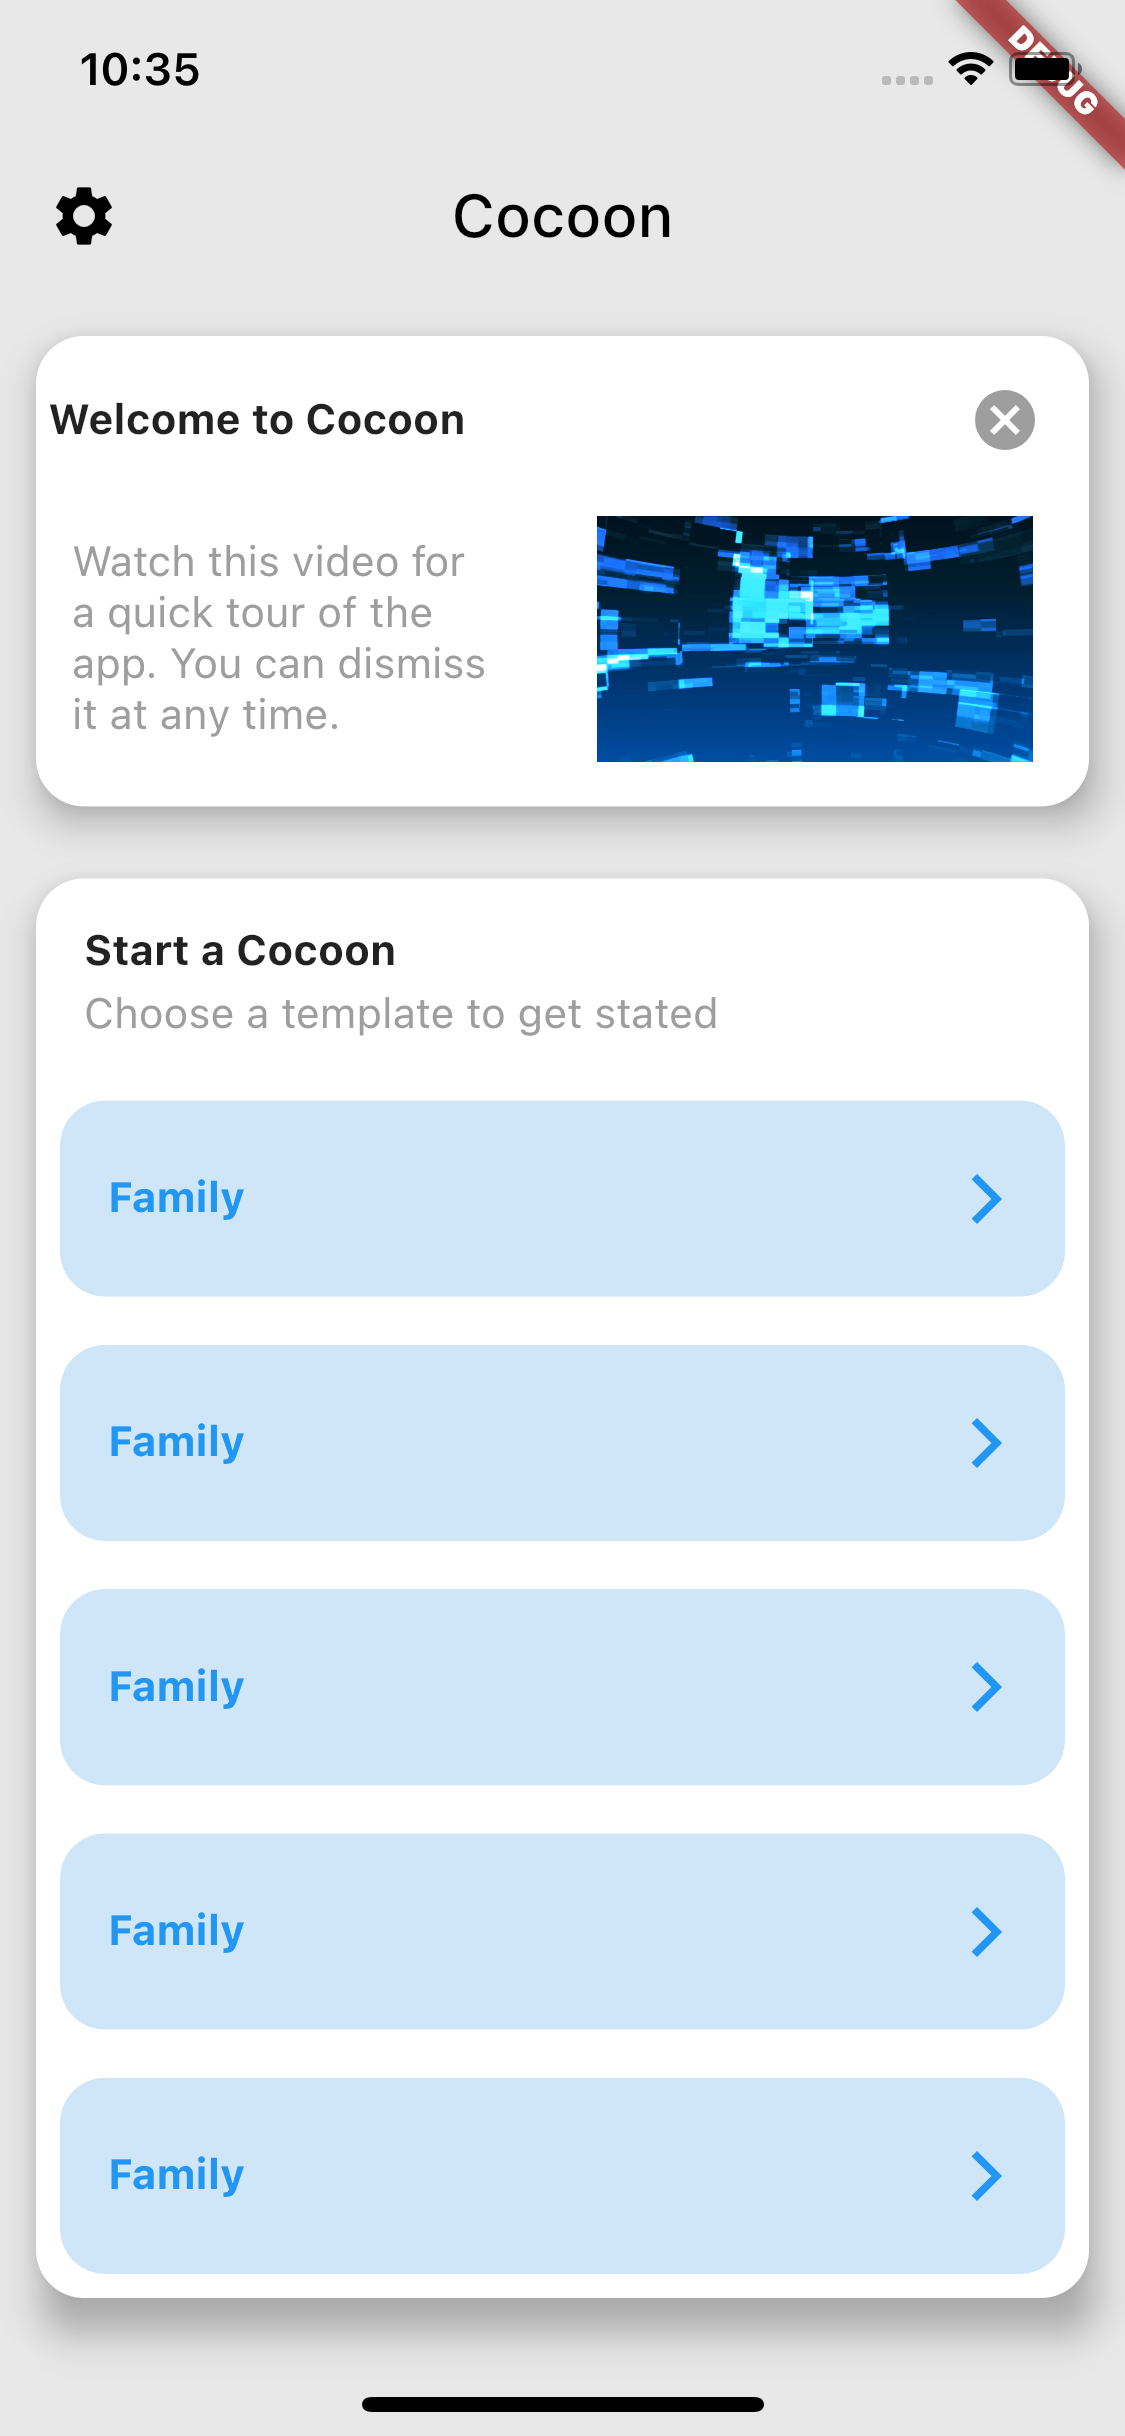 10:35
DEBUG
Cocoon
Welcome to Cocoon
Watch this video for
a quick tour of the
app. You can dismiss
it at any time.
Start a Cocoon
Choose a template to get stated
Family
Family
Family
Family
Family